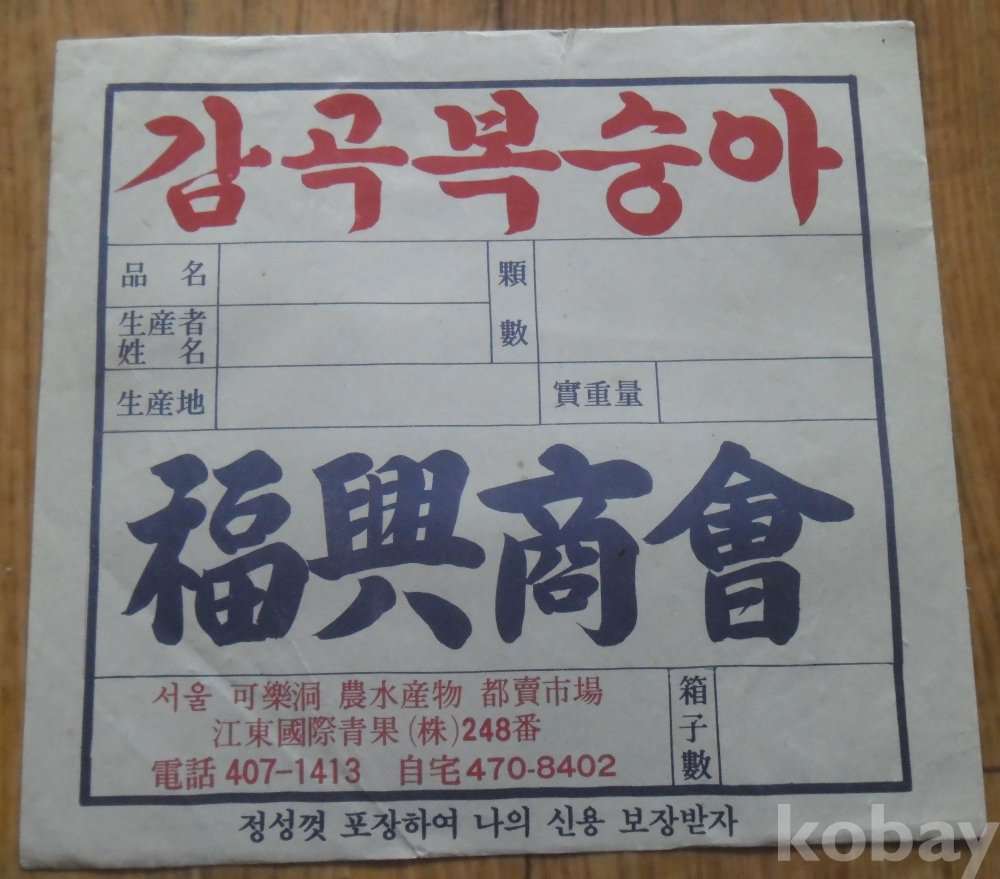 감곡복숭아
品名
顆數
生産者
姓名
生産地
實重量
福興商會
서울 可樂洞 農水産物 都賣市場
江東國際青果(株)248番
電話 407-1413 自宅 470-8402
箱子數
정성껏 포장하여 나의 신용 보장받자
kobay